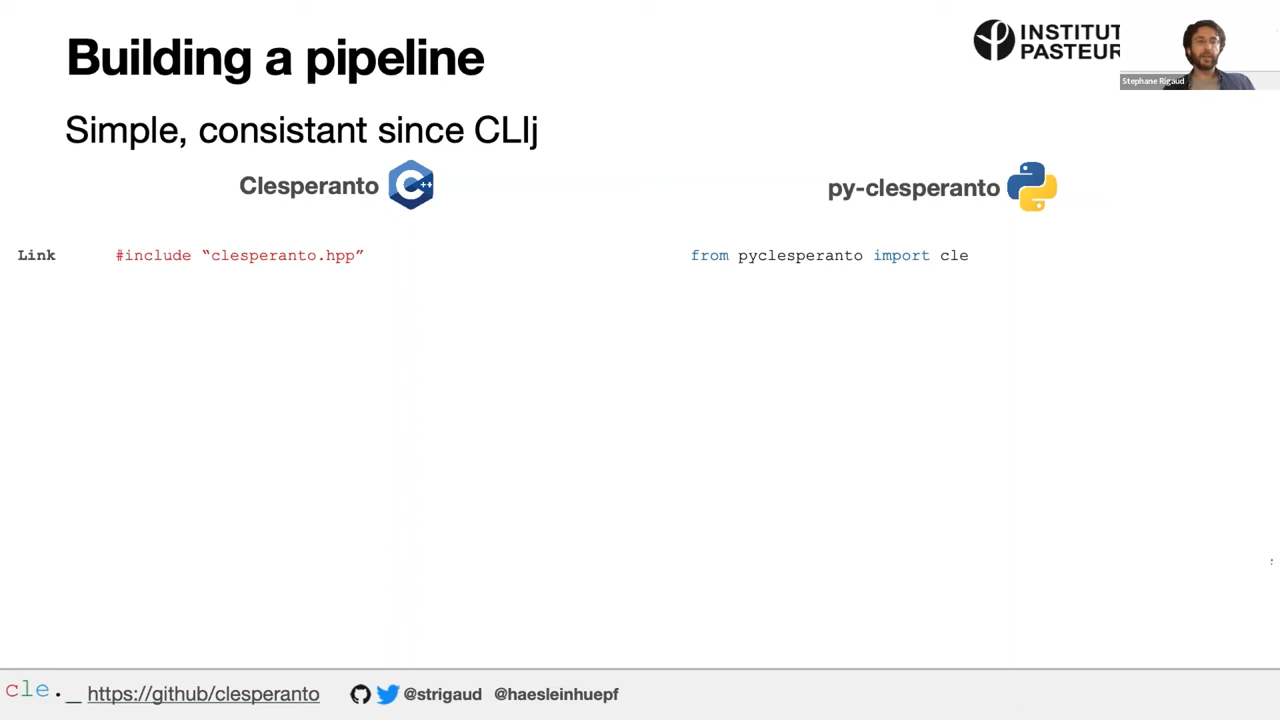 Building a pipeline
INSTITUT
PASTEUR
Stephane Rigaud
Simple, consistant since CLIj
Clesperanto
C++
py-clesperanto
Link
#include “clesperanto.hpp”
from pyclesperanto import cle
;
cle._
https://github/clesperanto
@strigaud
@haesleinhuepf